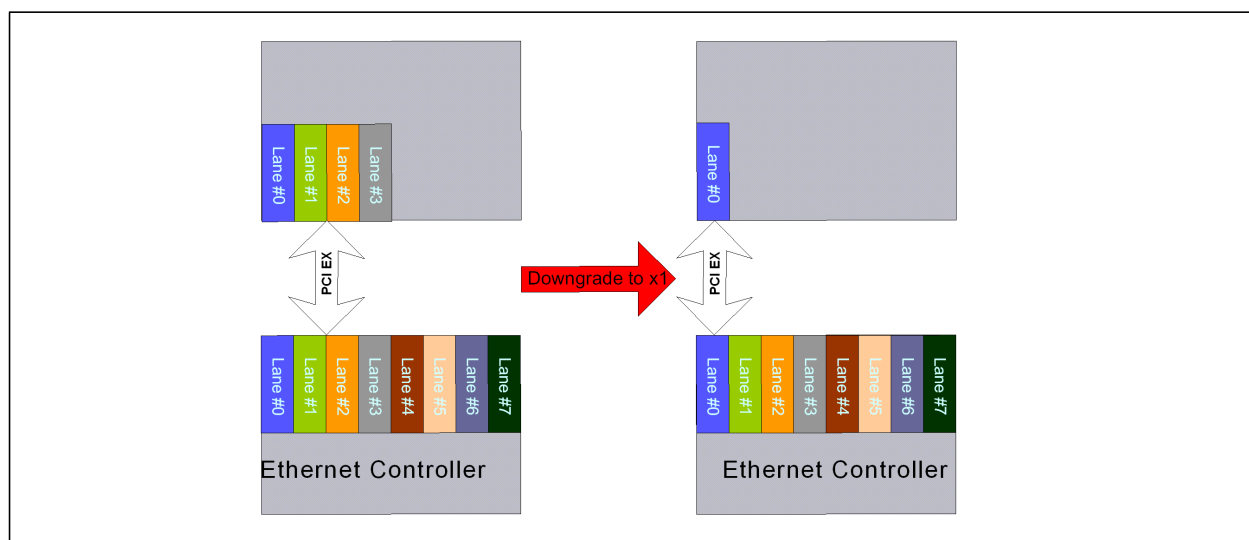 Lane #0
Lane #1
Lane #2
Lane #3
Lane #0
PCI EX
Downgrade to x1
PCI EX
Lane #0
Lane #1
Lane #2
Lane #3
Lane #4
Lane #5
Lane #6
Lane #7
Lane #0
Lane #1
Lane #2
Lane #3
Lane #4
Lane #5
Lane #6
Lane #7
Ethernet Controller
Ethernet Controller